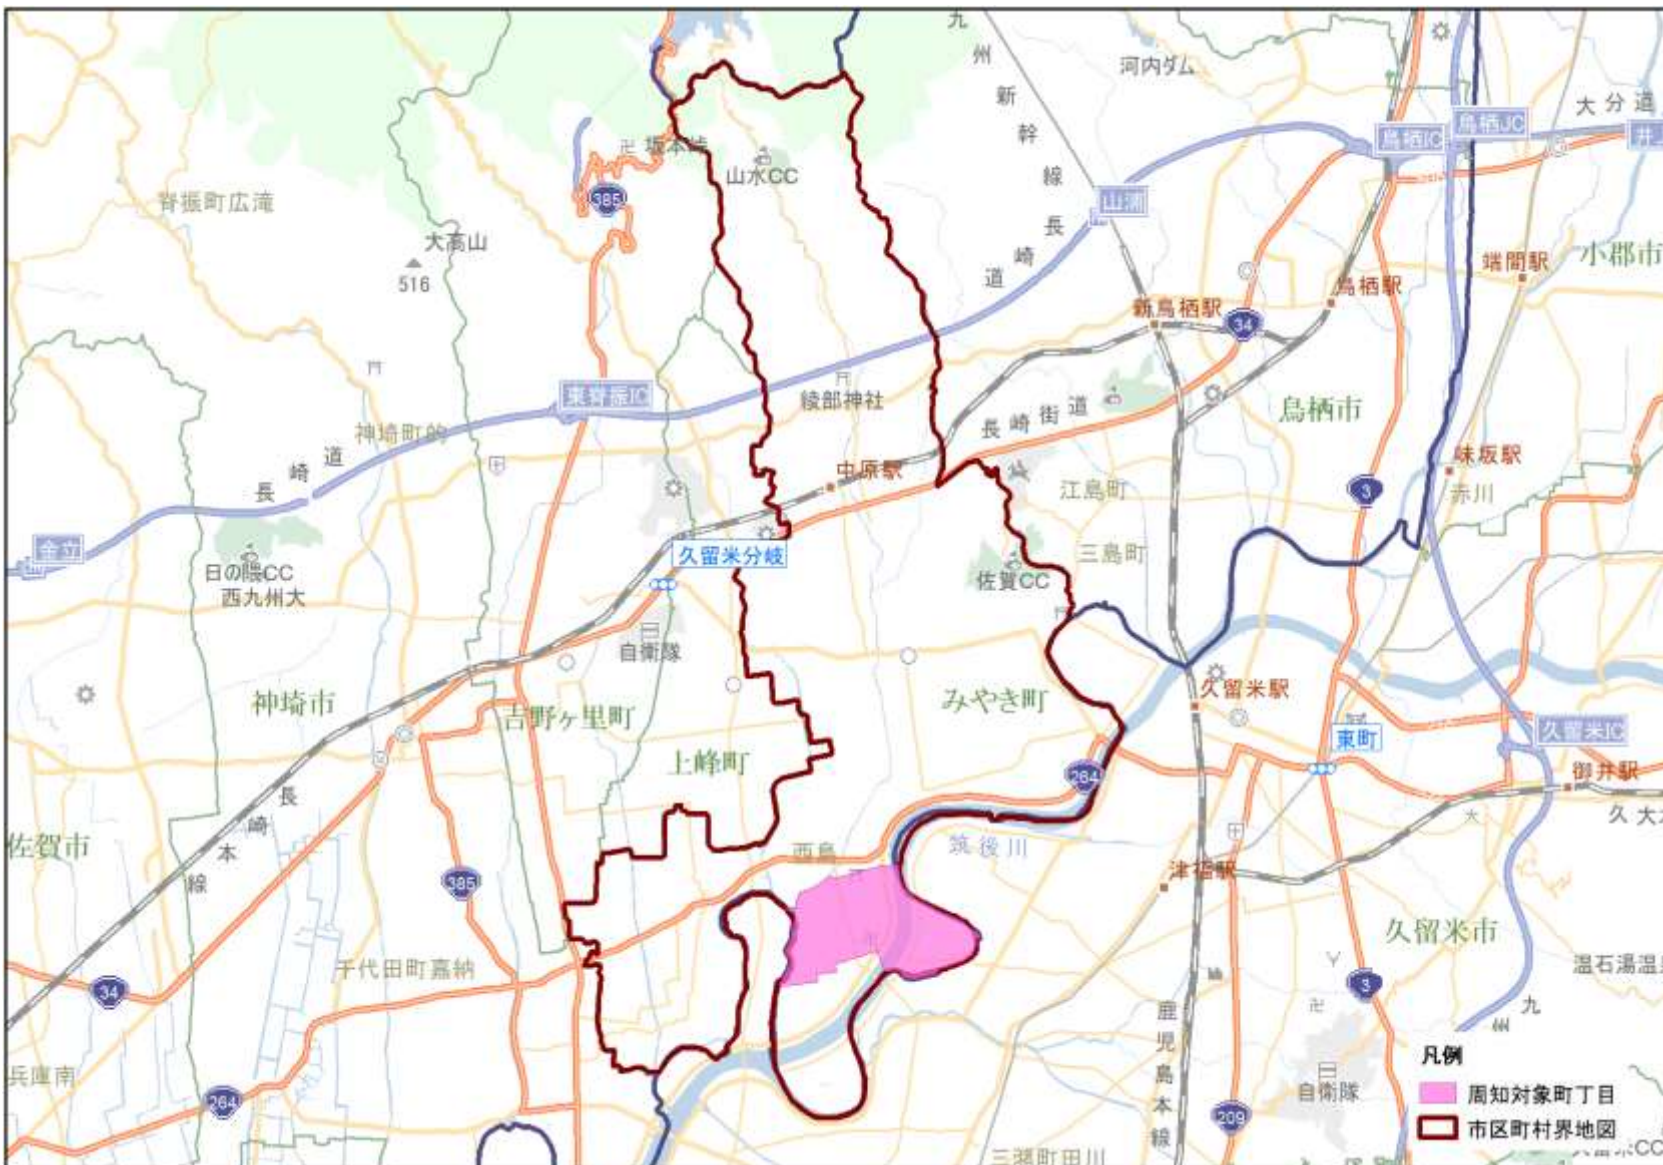 九州新幹線
河内ダム
大分道
鳥栖JC
鳥栖IC
坂本峠
山水CC
385
脊振町広滝
山浦
長崎道
大高山
516
小郡市
端間駅
鳥栖駅
新鳥栖駅
34
東脊振IC
綾部神社
長崎街道
鳥栖市
神埼町的
長崎道
中原駅
味坂駅
江島町
3
赤川
金立
久留米分岐
三島町
日の隈CC
西九州大
佐賀CC
自衛隊
久留米駅
神埼市
吉野ヶ里町
みやき町
東町
久留米IC
上峰町
264
御井駅
長崎本線
佐賀市
西島
筑後川
385
津福駅
久留米市
千代田町嘉納
温石湯温
34
3
鹿児島本線
九州
凡例
兵庫南
周知対象町丁目
264
自衛隊
209
市区町村界地図
三潴町田川